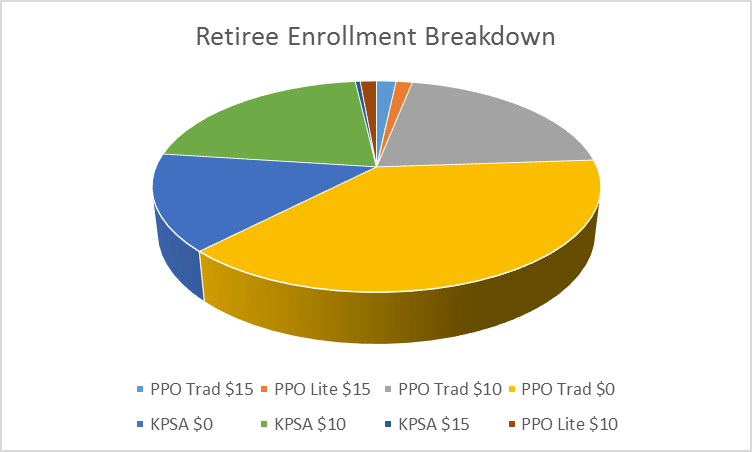 Retiree Enrollment Breakdown
PPO Trad $15 PPO Lite $15 PPO Trad $10 PPO Trad $0
KPSA $0 KPSA $10 KPSA $15 PPO Lite $10